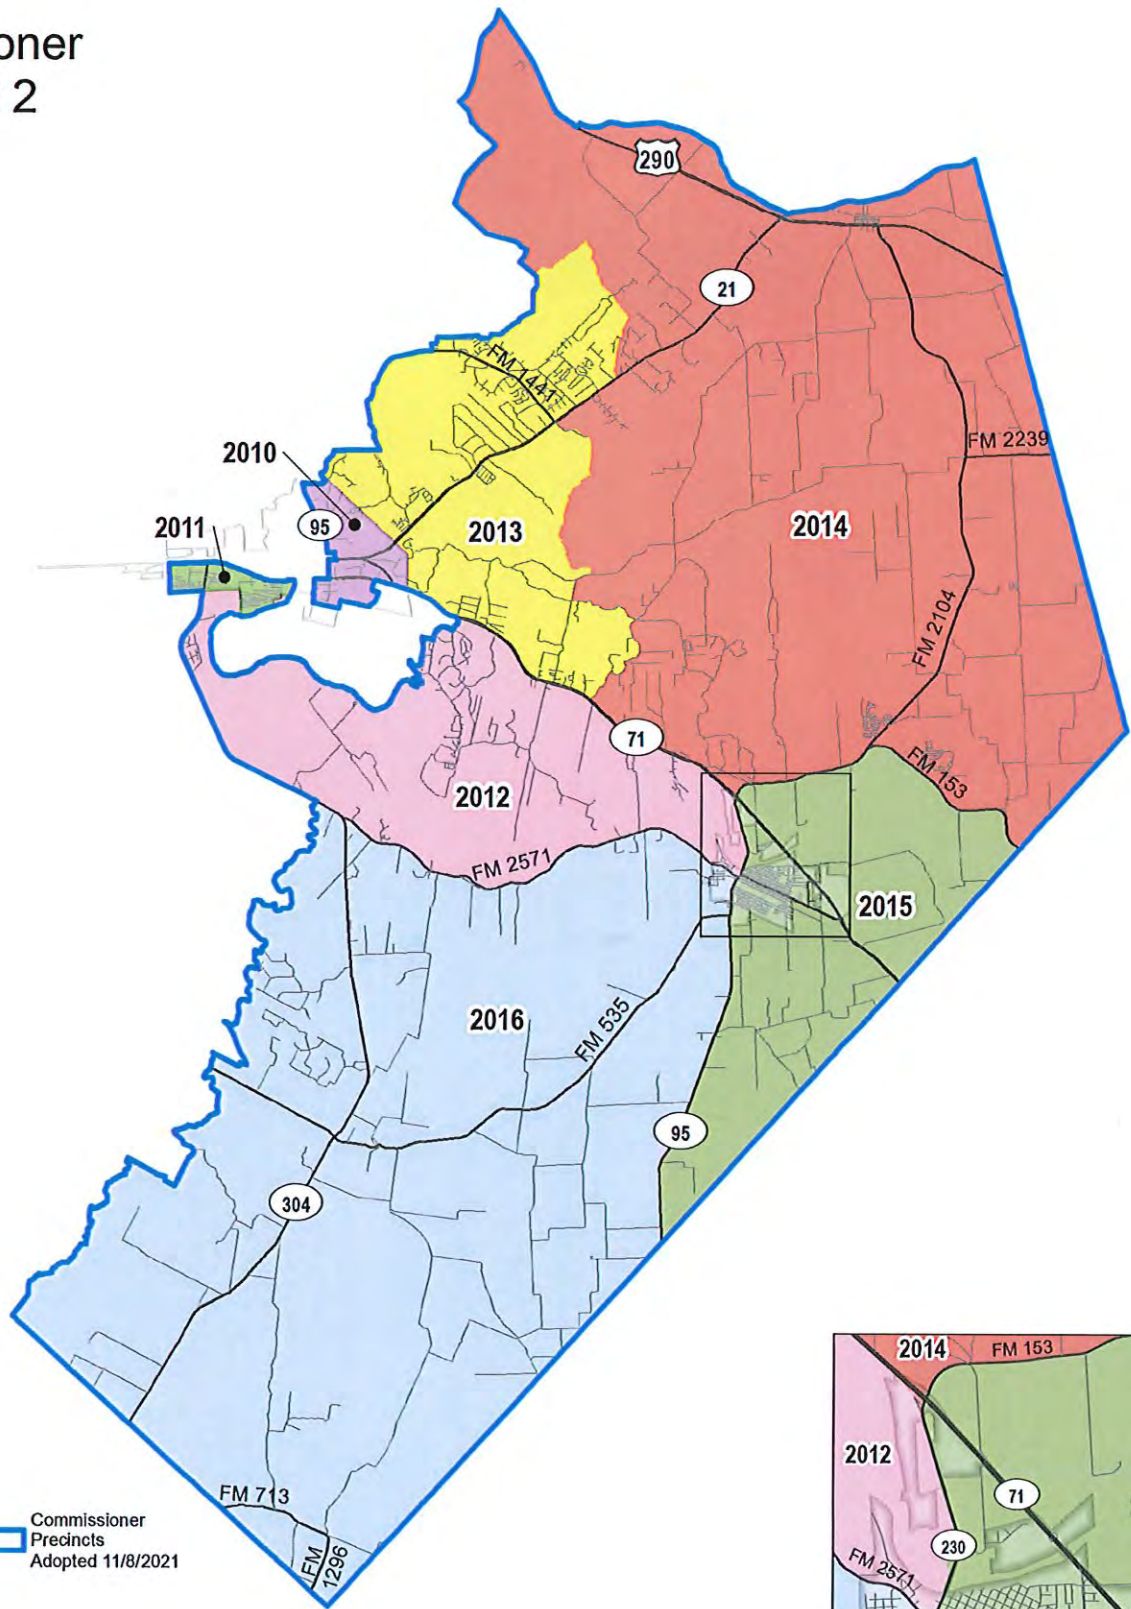 oner
2
290
21
FM 1441
FM 2239
2010
95
2011
2013
2014
FM 2104
71
FM 153
2012
FM 2571
2015
2016
FM 535
95
304
FM 713
FM
1296
Commissioner
Precincts
Adopted 11/8/2021
2014
FM 153
2012
71
230
FM 2571